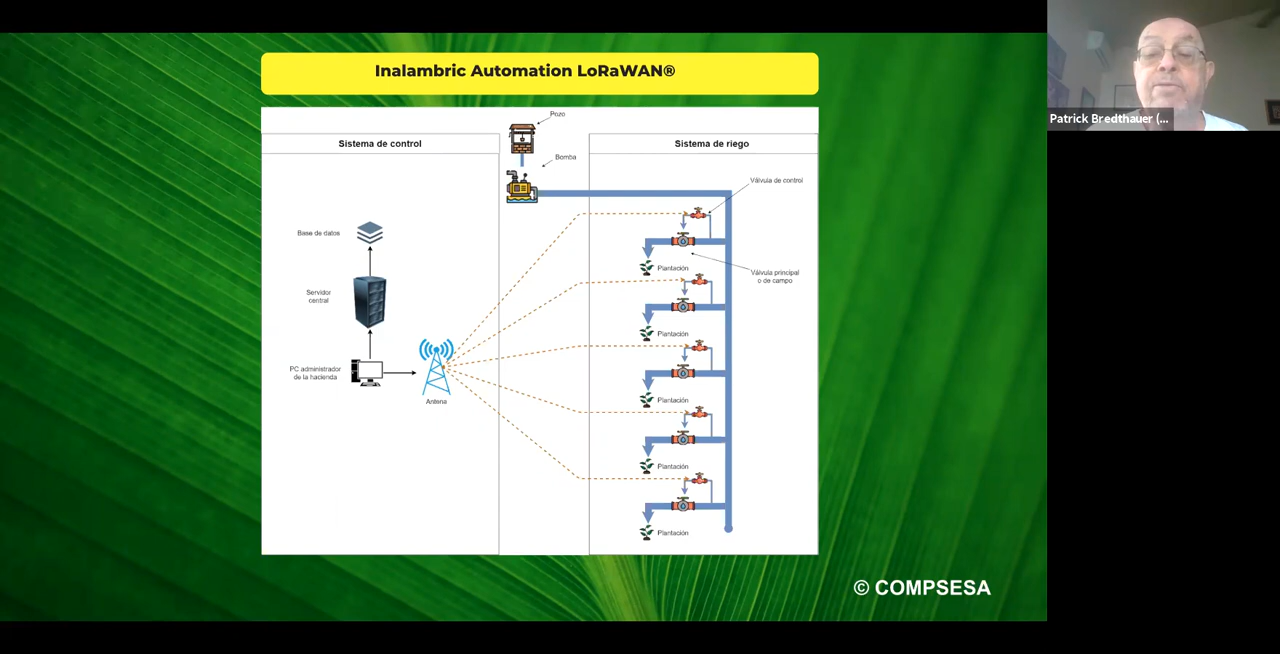 Inalambric Automation LoRaWAN®
Patrick Bredthauer (...
Pozo
Sistema de control
Sistema de riego
Bomba
Válvula de control
Base de datos
Plantación
Válvula principal
o de campo
Servidor
central
Plantación
PC administrador
de la hacienda
Antena
Plantación
Plantación
Plantación
© COMPSESA